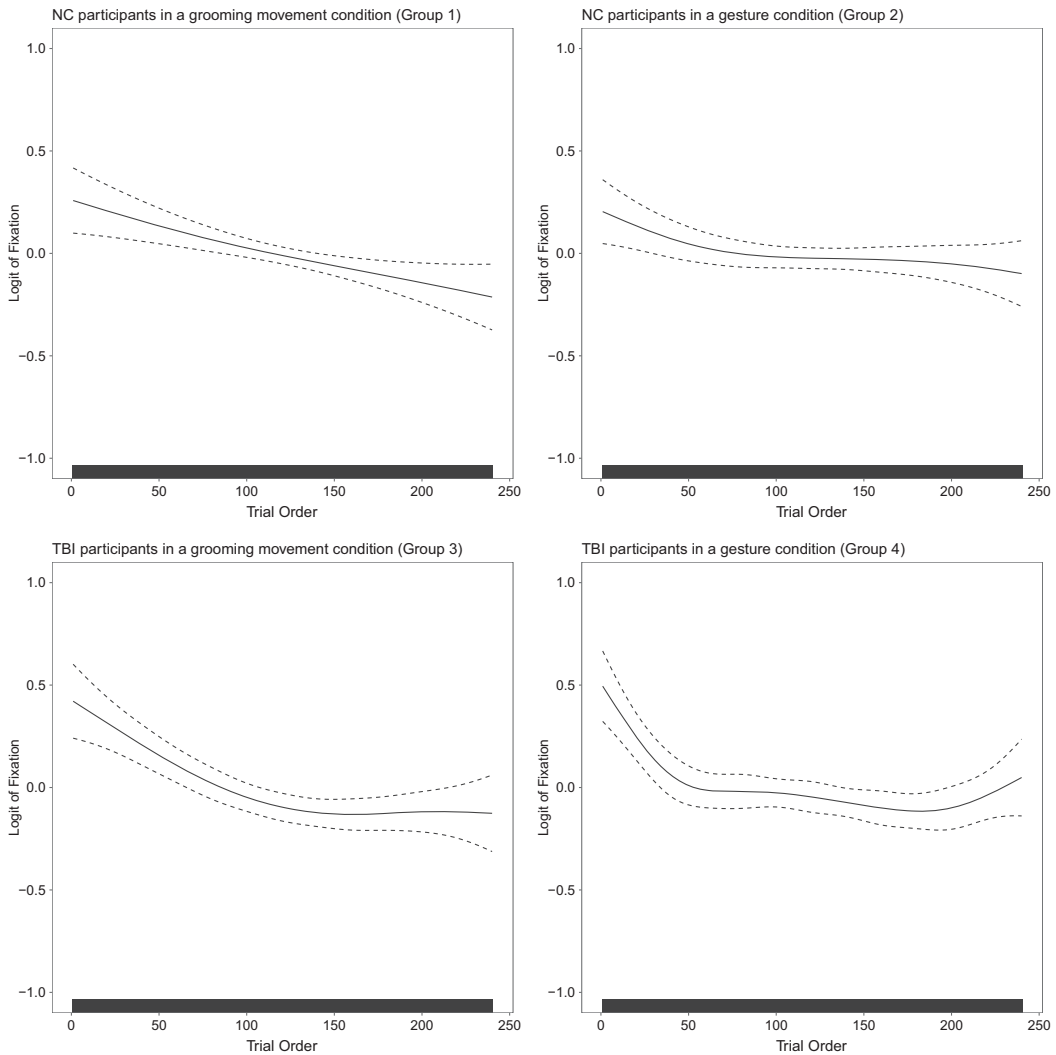 NC participants in a grooming movement condition (Group 1)
1.0
0.5
0.0
−0.5
−1.0
Logit of Fixation
0 50 100 150 200 250
Trial Order
NC participants in a gesture condition (Group 2)
1.0
0.5
0.0
−0.5
−1.0
Logit of Fixation
0 50 100 150 200 250
Trial Order
TBI participants in a grooming movement condition (Group 3)
1.0
0.5
0.0
−0.5
−1.0
Logit of Fixation
0 50 100 150 200 250
Trial Order
TBI participants in a gesture condition (Group 4)
1.0
0.5
0.0
−0.5
−1.0
Logit of Fixation
0 50 100 150 200 250
Trial Order